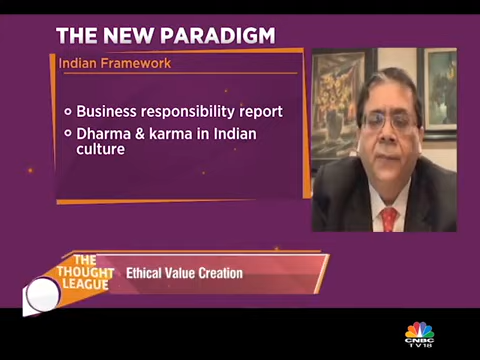 THE NEW PARADIGM
Indian Framework
Business responsibility report
Dharma & karma in Indian
culture
THE
THOUGHT
LEAGUE
Ethical Value Creation
CNBC
TV18